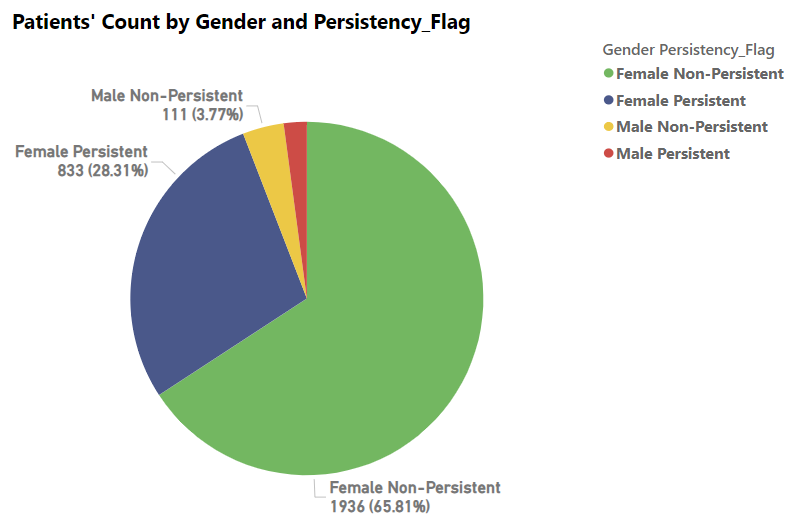 Patients' Count by Gender and Persistency_Flag
Gender Persistency_Flag
Female Non-Persistent
Female Persistent
Male Non-Persistent
Male Persistent
Male Non-Persistent
111 (3.77%)
Female Persistent
833 (28.31%)
Female Non-Persistent
1936 (65.81%)